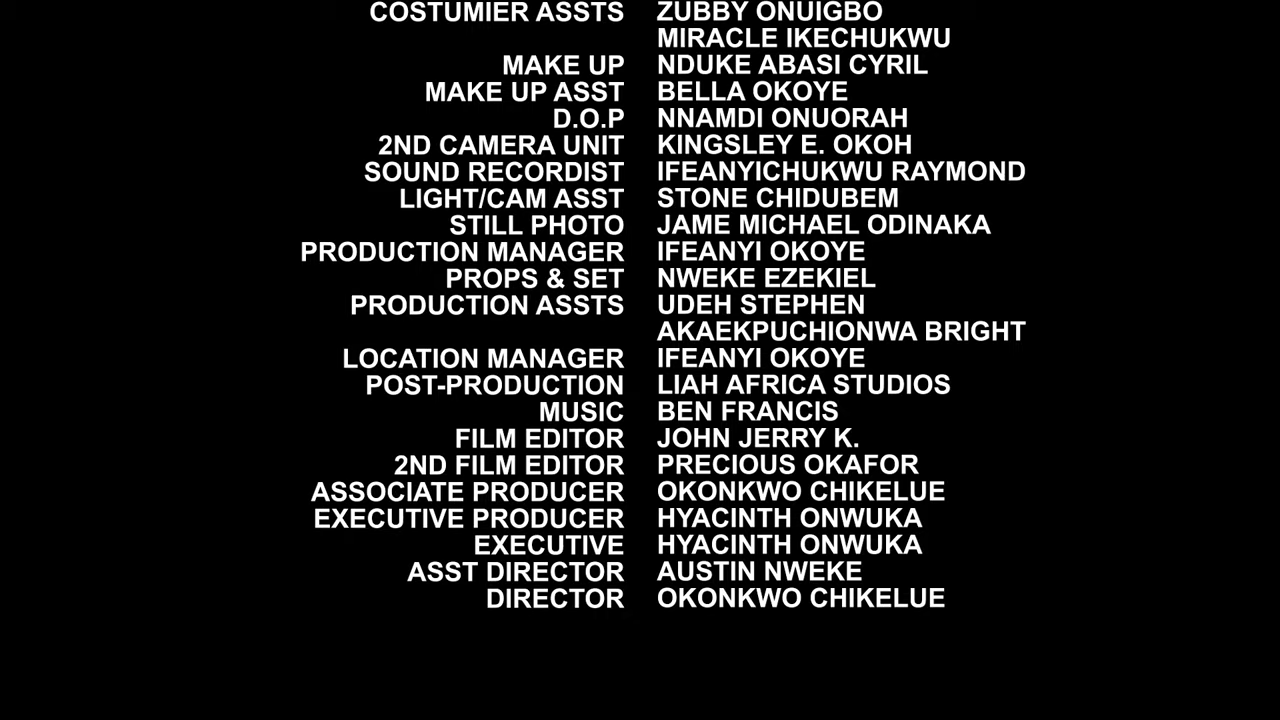 COSTUMIER ASSTS ZUBBY ONUIGBO
MIRACLE IKECHUKWU
MAKE UP NDUKE ABASI CYRIL
MAKE UP ASST BELLA OKOYE
D.O.P NNAMDI ONUORAH
2ND CAMERA UNIT KINGSLEY E. OKOH
SOUND RECORDIST IFEANYICHUKWU RAYMOND
LIGHT/CAM ASST STONE CHIDUBEM
STILL PHOTO JAME MICHAEL ODINAKA
PRODUCTION MANAGER IFEANYI OKOYE
PROPS & SET NWEKE EZEKIEL
PRODUCTION ASSTS UDEH STEPHEN
AKAEKPUCHIONWA BRIGHT
LOCATION MANAGER IFEANYI OKOYE
POST-PRODUCTION LIAH AFRICA STUDIOS
MUSIC BEN FRANCIS
FILM EDITOR JOHN JERRY K.
2ND FILM EDITOR PRECIOUS OKAFOR
ASSOCIATE PRODUCER OKONKWO CHIKELUE
EXECUTIVE PRODUCER HYACINTH ONWUKA
EXECUTIVE HYACINTH ONWUKA
ASST DIRECTOR AUSTIN NWEKE
DIRECTOR OKONKWO CHIKELUE